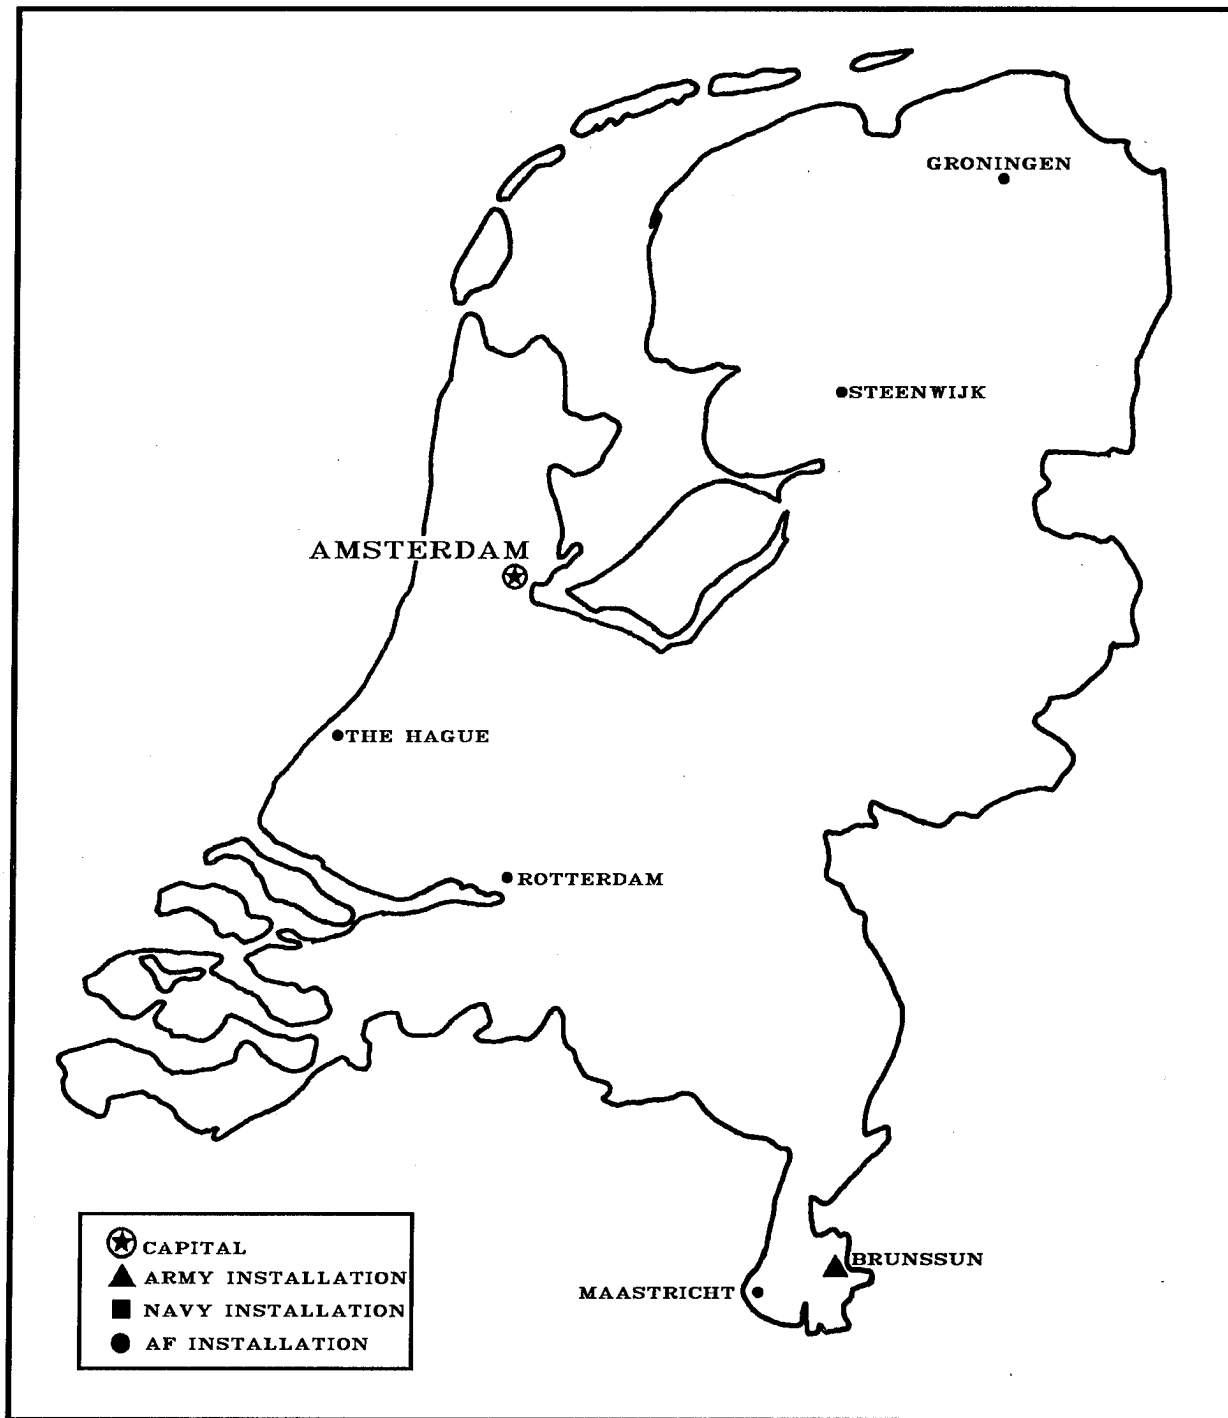 GRONINGEN
STEENWIJK
AMSTERDAM
THE HAGUE
ROTTERDAM
BRUNSSUN
MAASTRICHT
CAPITAL
ARMY INSTALLATION
NAVY INSTALLATION
AF INSTALLATION